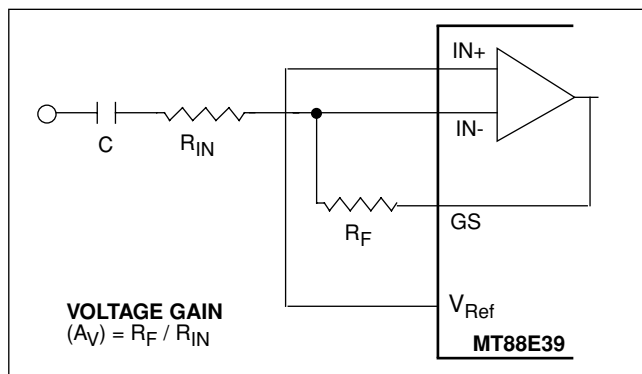 IN+
C
R_IN
IN-
R_F
GS
VOLTAGE GAIN
(A_V) = R_F / R_IN
V_Ref
MT88E39